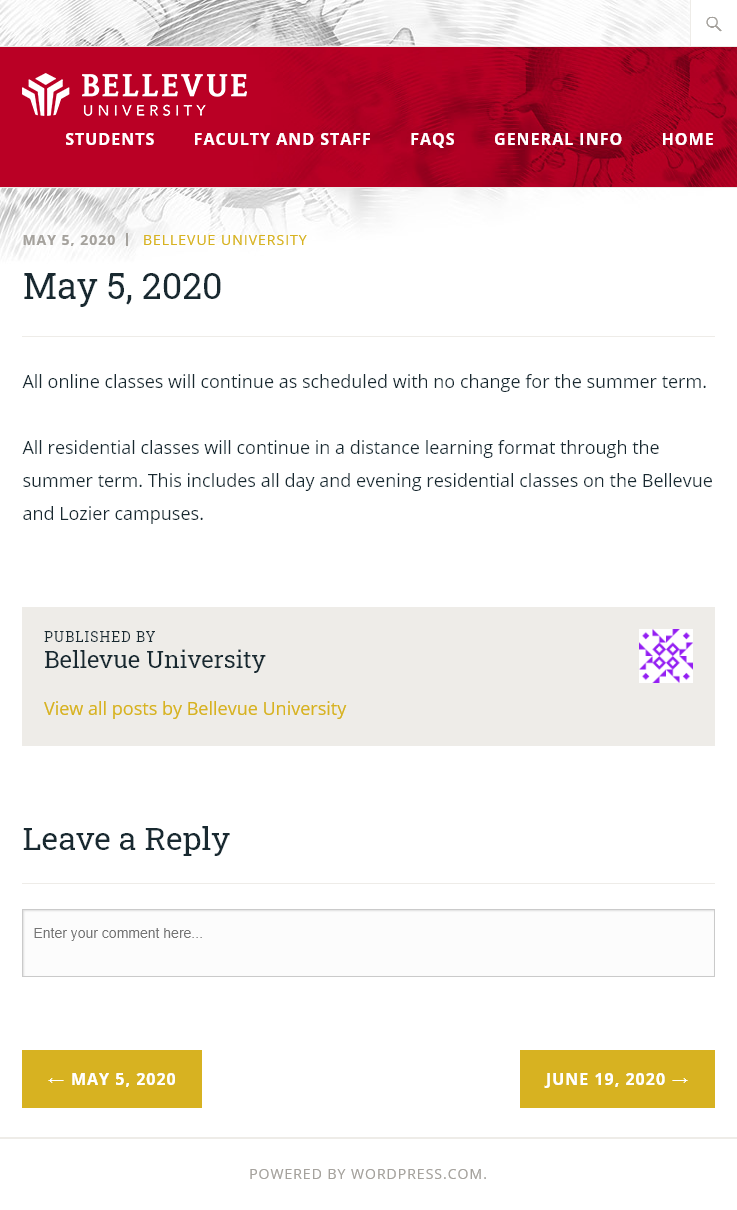 BELLEVUE
UNIVERSITY
STUDENTS FACULTY AND STAFF FAQS GENERAL INFO HOME
MAY 5, 2020 | BELLEVUE UNIVERSITY
May 5, 2020
All online classes will continue as scheduled with no change for the summer term.
All residential classes will continue in a distance learning format through the
summer term. This includes all day and evening residential classes on the Bellevue
and Lozier campuses.
PUBLISHED BY
Bellevue University
View all posts by Bellevue University
Leave a Reply
Enter your comment here...
← MAY 5, 2020 JUNE 19, 2020 →
POWERED BY WORDPRESS.COM.